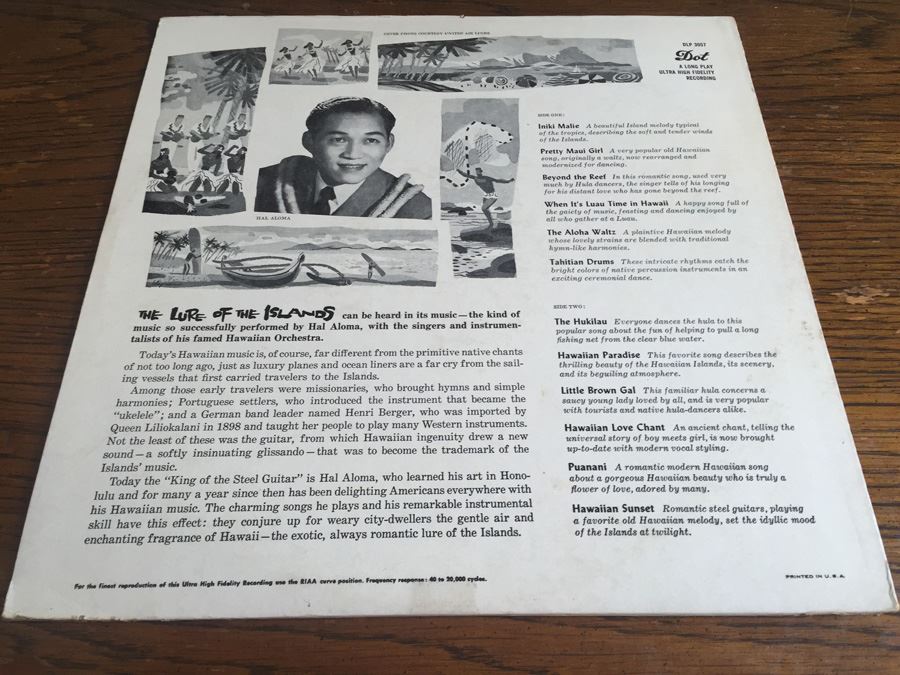 COVER PHOTO COURTESY UNITED AIR LINES
DLP 3057
Dot
A LONG PLAY
ULTRA HIGH FIDELITY
RECORDING
HAL ALOMA
THE LURE OF THE ISLANDS can be heard in its music—the kind of
music so successfully performed by Hal Aloma, with the singers and instrumen-
talists of his famed Hawaiian Orchestra.
Today's Hawaiian music is, of course, far different from the primitive native chants
of not too long ago, just as luxury planes and ocean liners are a far cry from the sail-
ing vessels that first carried travelers to the Islands.
Among those early travelers were missionaries, who brought hymns and simple
harmonies; Portuguese settlers, who introduced the instrument that became the
"ukelele"; and a German band leader named Henri Berger, who was imported by
Queen Liliokalani in 1898 and taught her people to play many Western instruments.
Not the least of these was the guitar, from which Hawaiian ingenuity drew a new
sound—a softly insinuating glissando—that was to become the trademark of the
Islands' music.
Today the "King of the Steel Guitar" is Hal Aloma, who learned his art in Hono-
lulu and for many a year since then has been delighting Americans everywhere with
his Hawaiian music. The charming songs he plays and his remarkable instrumental
skill have this effect: they conjure up for weary city-dwellers the gentle air and
enchanting fragrance of Hawaii—the exotic, always romantic lure of the Islands.
SIDE ONE:
Iniki Malie A beautiful Island melody typical
of the tropics, describing the soft and tender winds
of the Islands.
Pretty Maui Girl A very popular old Hawaiian
song, originally a waltz, now rearranged and
modernized for dancing.
Beyond the Reef In this romantic song, used very
much by Hula dancers, the singer tells of his longing
for his distant love who has gone beyond the reef.
When It's Luau Time in Hawaii A happy song full of
the gaiety of music, feasting and dancing enjoyed by
all who gather at a Luau.
The Aloha Waltz A plaintive Hawaiian melody
whose lovely strains are blended with traditional
hymn-like harmonies.
Tahitian Drums These intricate rhythms catch the
bright colors of native percussion instruments in an
exciting ceremonial dance.
SIDE TWO:
The Hukilau Everyone dances the hula to this
popular song about the fun of helping to pull a long
fishing net from the clear blue water.
Hawaiian Paradise This favorite song describes the
thrilling beauty of the Hawaiian Islands, its scenery,
and its beguiling atmosphere.
Little Brown Gal This familiar hula concerns a
saucy young lady loved by all, and is very popular
with tourists and native hula-dancers alike.
Hawaiian Love Chant An ancient chant, telling the
universal story of boy meets girl, is now brought
up-to-date with modern vocal styling.
Puanani A romantic modern Hawaiian song
about a gorgeous Hawaiian beauty who is truly a
flower of love, adored by many.
Hawaiian Sunset Romantic steel guitars, playing
a favorite old Hawaiian melody, set the idyllic mood
of the Islands at twilight.
For the finest reproduction of this Ultra High Fidelity Recording use the RIAA curve position. Frequency response: 40 to 20,000 cycles.
PRINTED IN U.S.A.